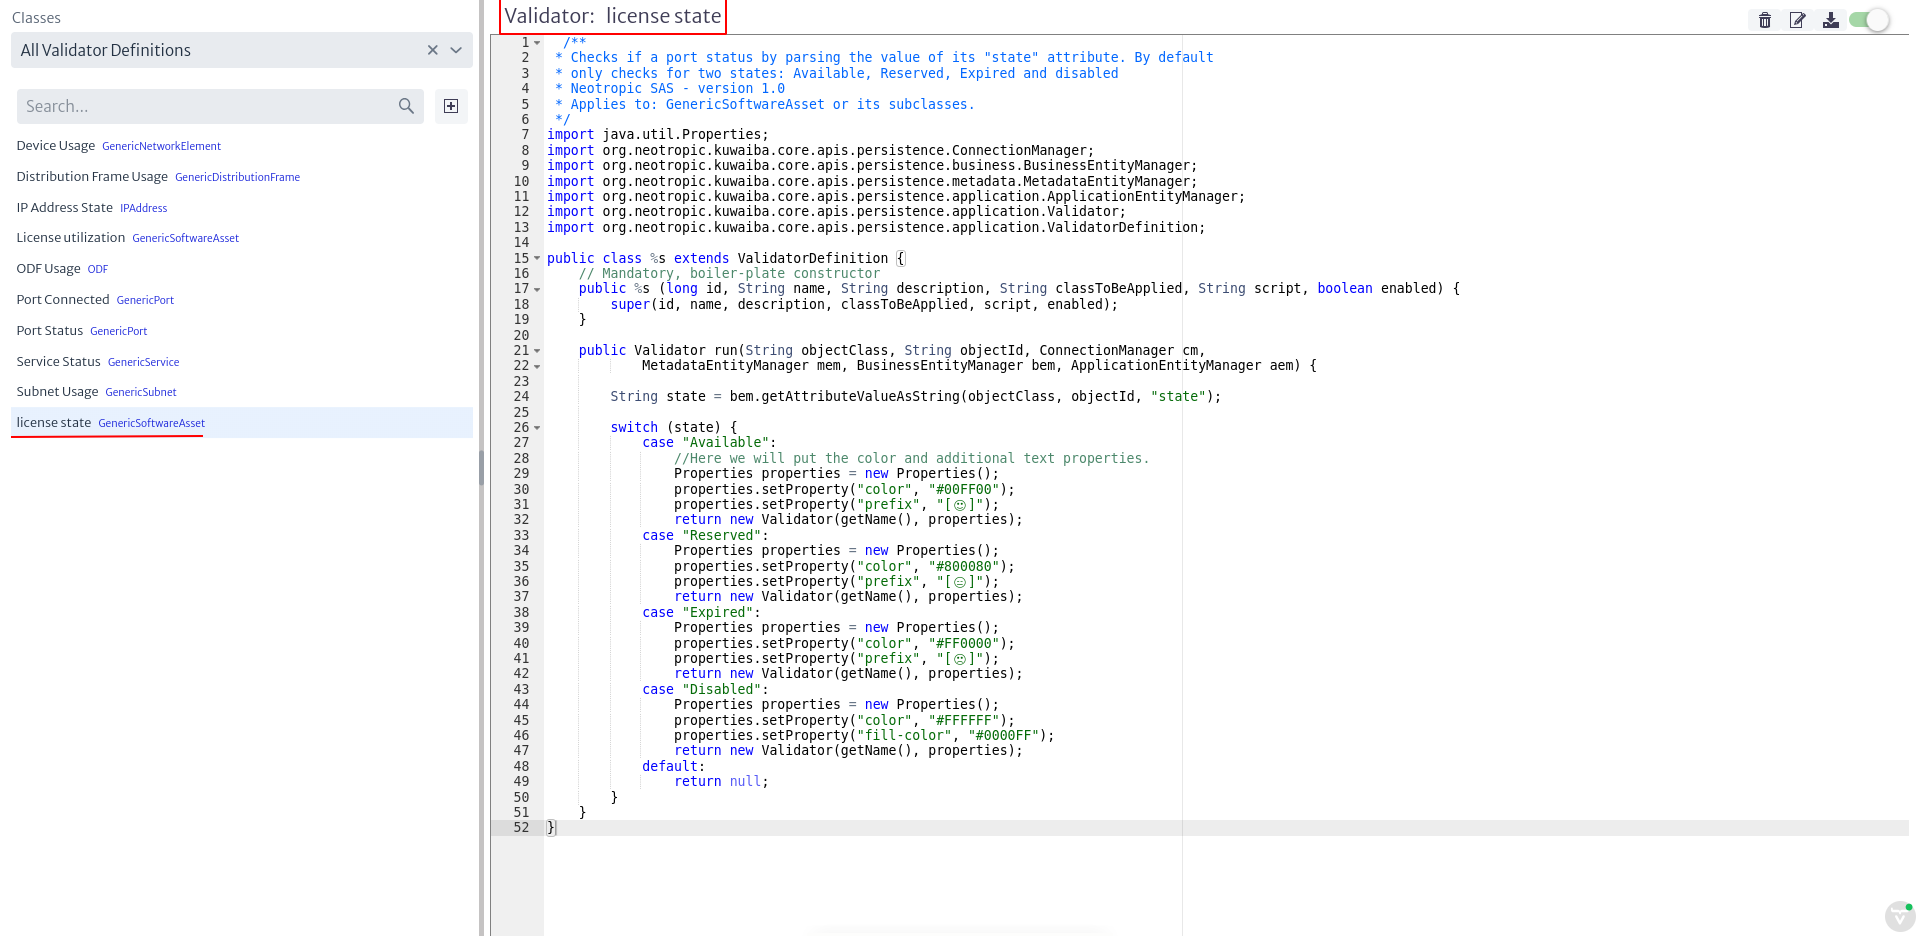 Classes
All Validator Definitions
Search...
Device Usage GenericNetworkElement
Distribution Frame Usage GenericDistributionFrame
IP Address State IPAddress
License utilization GenericSoftwareAsset
ODF Usage ODF
Port Connected GenericPort
Port Status GenericPort
Service Status GenericService
Subnet Usage GenericSubnet
license state GenericSoftwareAsset
Validator: license state
1 /**
2 * Checks if a port status by parsing the value of its "state" attribute. By default
3 * only checks for two states: Available, Reserved, Expired and disabled
4 * Neotropic SAS - version 1.0
5 * Applies to: GenericSoftwareAsset or its subclasses.
6 */
7 import java.util.Properties;
8 import org.neotropic.kuwaiba.core.apis.persistence.ConnectionManager;
9 import org.neotropic.kuwaiba.core.apis.persistence.business.BusinessEntityManager;
10 import org.neotropic.kuwaiba.core.apis.persistence.metadata.MetadataEntityManager;
11 import org.neotropic.kuwaiba.core.apis.persistence.application.ApplicationEntityManager;
12 import org.neotropic.kuwaiba.core.apis.persistence.application.Validator;
13 import org.neotropic.kuwaiba.core.apis.persistence.application.ValidatorDefinition;
14
15 public class %s extends ValidatorDefinition {
16 // Mandatory, boiler-plate constructor
17 public %s (long id, String name, String description, String classToBeApplied, String script, boolean enabled) {
18 super(id, name, description, classToBeApplied, script, enabled);
19 }
20
21 public Validator run(String objectClass, String objectId, ConnectionManager cm,
22 MetadataEntityManager mem, BusinessEntityManager bem, ApplicationEntityManager aem) {
23
24 String state = bem.getAttributeValueAsString(objectClass, objectId, "state");
25
26 switch (state) {
27 case "Available":
28 //Here we will put the color and additional text properties.
29 Properties properties = new Properties();
30 properties.setProperty("color", "#00FF00");
31 properties.setProperty("prefix", "[🙂]");
32 return new Validator(getName(), properties);
33 case "Reserved":
34 Properties properties = new Properties();
35 properties.setProperty("color", "#800080");
36 properties.setProperty("prefix", "[😐]");
37 return new Validator(getName(), properties);
38 case "Expired":
39 Properties properties = new Properties();
40 properties.setProperty("color", "#FF0000");
41 properties.setProperty("prefix", "[☹]");
42 return new Validator(getName(), properties);
43 case "Disabled":
44 Properties properties = new Properties();
45 properties.setProperty("color", "#FFFFFF");
46 properties.setProperty("fill-color", "#0000FF");
47 return new Validator(getName(), properties);
48 default:
49 return null;
50 }
51 }
52 }